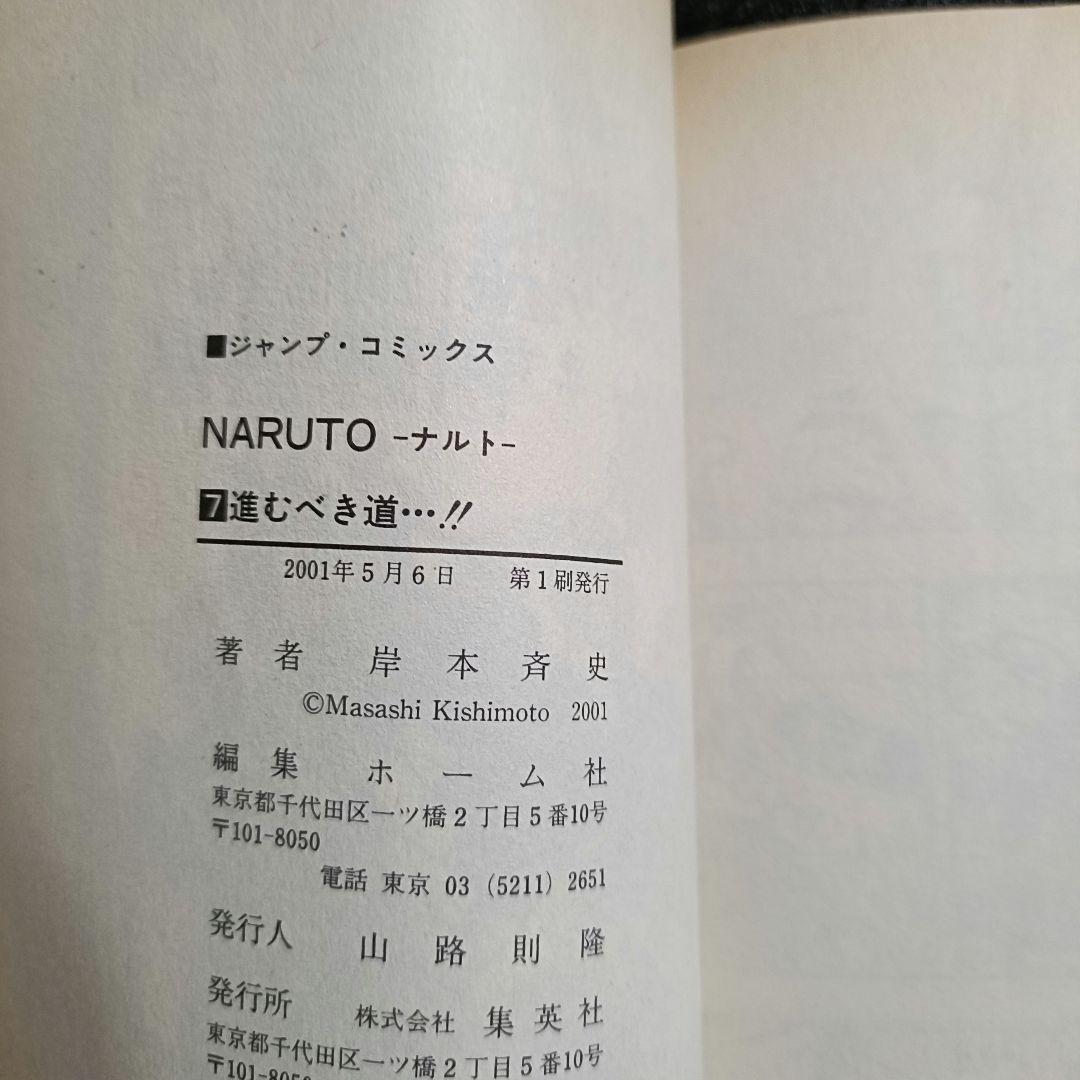 ■ジャンプ・コミックス
NARUTO -ナルト-
7進むべき道…!!
2001年5月6日 第1刷発行
著者 岸本斉史
©Masashi Kishimoto 2001
編集 ホーム社
東京都千代田区一ツ橋2丁目5番10号
〒101-8050
電話 東京 03 (5211) 2651
発行人 山路則隆
発行所 株式会社 集英社
東京都千代田区一ツ橋2丁目5番10号
〒101-8050